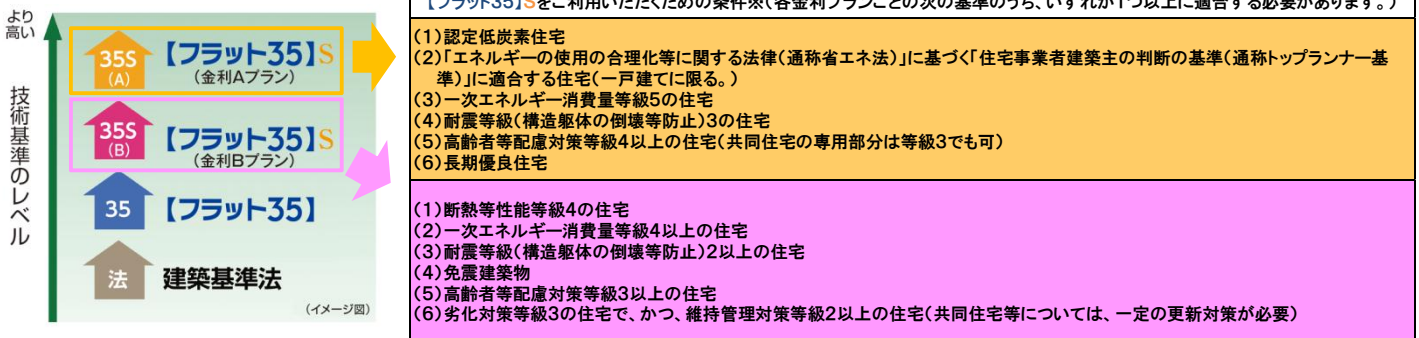 【フラット35】Sをご利用いただくための条件※(各金利プランごとの次の基準のうち、いずれか1つ以上に適合する必要があります。)
より
高い
技術基準のレベル
35S
(A)
【フラット35】S
(金利Aプラン)
35S
(B)
【フラット35】S
(金利Bプラン)
35
【フラット35】
法
建築基準法
(イメージ図)
(1)認定低炭素住宅
(2)「エネルギーの使用の合理化等に関する法律(通称省エネ法)」に基づく「住宅事業者建築主の判断の基準(通称トップランナー基
準)」に適合する住宅(一戸建てに限る。)
(3)一次エネルギー消費量等級5の住宅
(4)耐震等級(構造躯体の倒壊等防止)3の住宅
(5)高齢者等配慮対策等級4以上の住宅(共同住宅の専用部分は等級3でも可)
(6)長期優良住宅
(1)断熱等性能等級4の住宅
(2)一次エネルギー消費量等級4以上の住宅
(3)耐震等級(構造躯体の倒壊等防止)2以上の住宅
(4)免震建築物
(5)高齢者等配慮対策等級3以上の住宅
(6)劣化対策等級3の住宅で、かつ、維持管理対策等級2以上の住宅(共同住宅等については、一定の更新対策が必要)